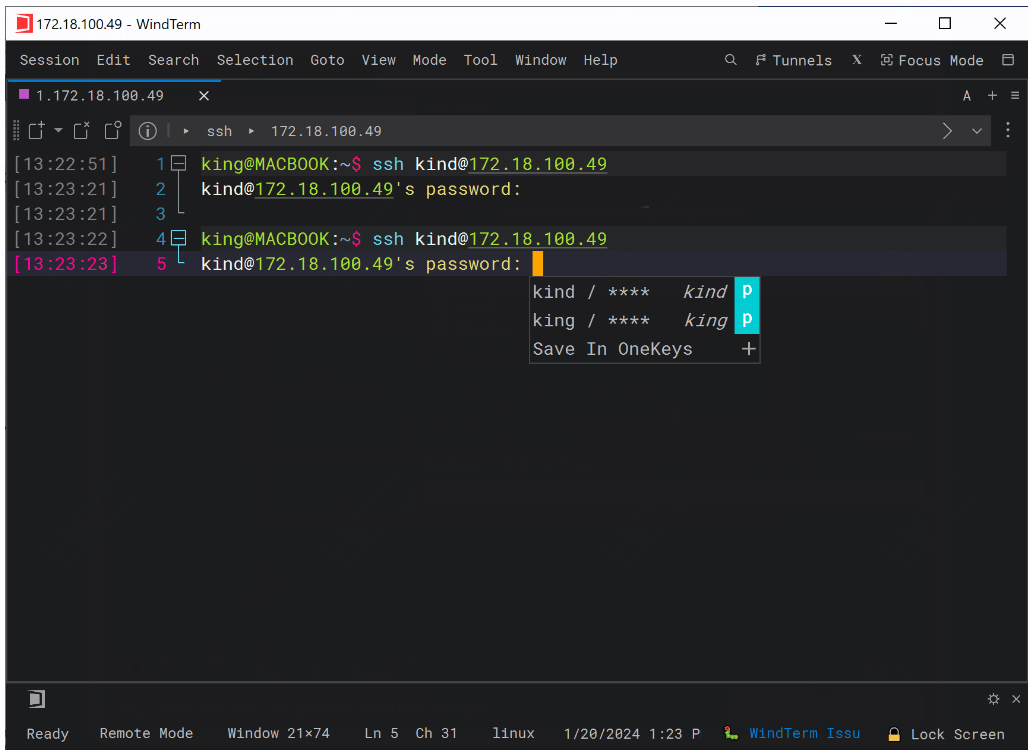 172.18.100.49 - WindTerm
Session Edit Search Selection Goto View Mode Tool Window Help Tunnels X Focus Mode
1.172.18.100.49 A
ssh 172.18.100.49
[13:22:51] 1 king@MACBOOK:~$ ssh kind@172.18.100.49
[13:23:21] 2 kind@172.18.100.49's password:
[13:23:21] 3
[13:23:22] 4 king@MACBOOK:~$ ssh kind@172.18.100.49
[13:23:23] 5 kind@172.18.100.49's password:
kind / **** kind p
king / **** king p
Save In OneKeys +
Ready Remote Mode Window 21×74 Ln 5 Ch 31 linux 1/20/2024 1:23 P WindTerm Issu Lock Screen